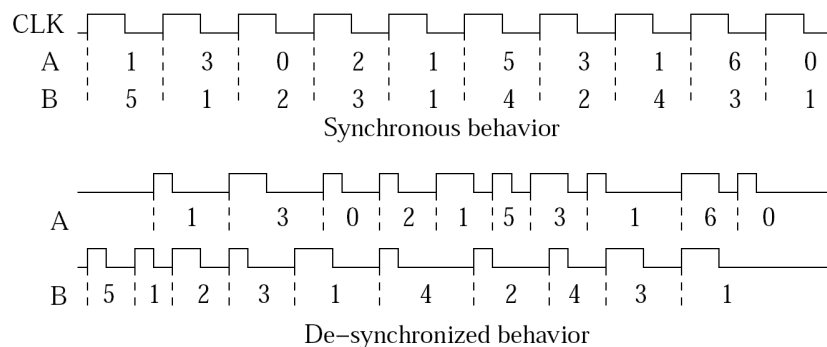 CLK
A 1 3 0 2 1 5 3 1 6 0
B 5 1 2 3 1 4 2 4 3 1
Synchronous behavior
A 1 3 0 2 1 5 3 1 6 0
B 5 1 2 3 1 4 2 4 3 1
De-synchronized behavior